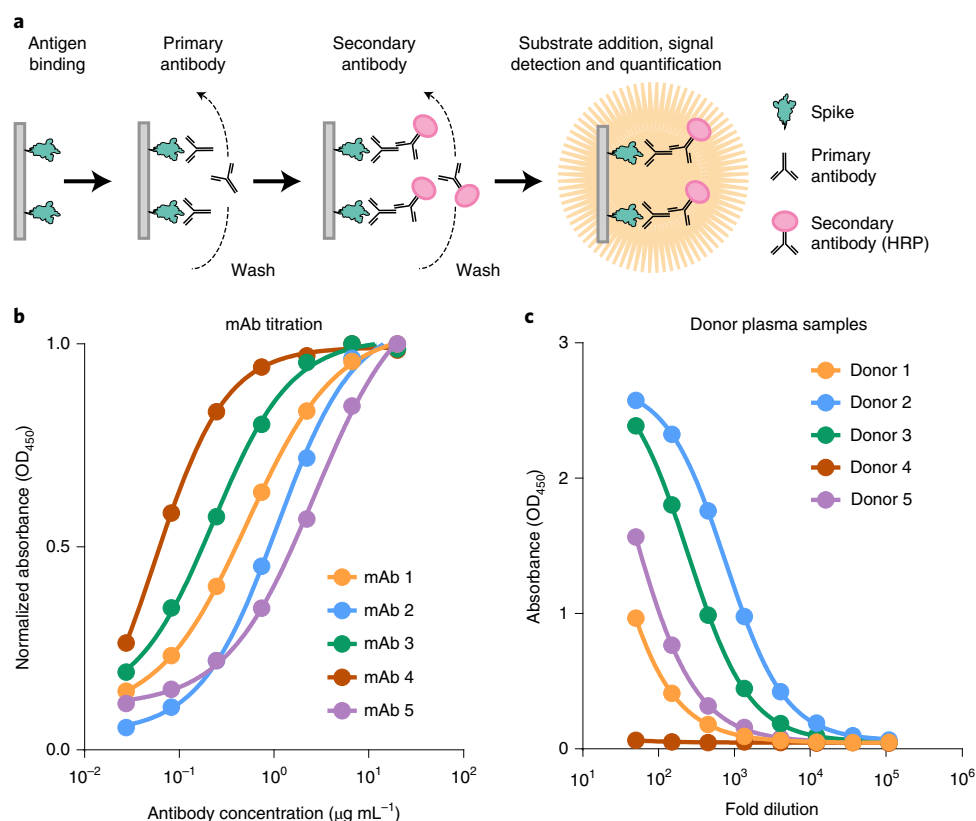 a
Antigen
binding
Primary
antibody
Secondary
antibody
Substrate addition, signal
detection and quantification
Wash
Wash
Spike
Primary
antibody
Secondary
antibody (HRP)
b
mAb titration
Normalized absorbance (OD₄₅₀)
1.0
0.5
0.0
10⁻² 10⁻¹ 10⁰ 10¹ 10²
Antibody concentration (μg mL⁻¹)
mAb 1
mAb 2
mAb 3
mAb 4
mAb 5
c
Donor plasma samples
Absorbance (OD₄₅₀)
3
2
1
0
10¹ 10² 10³ 10⁴ 10⁵ 10⁶
Fold dilution
Donor 1
Donor 2
Donor 3
Donor 4
Donor 5